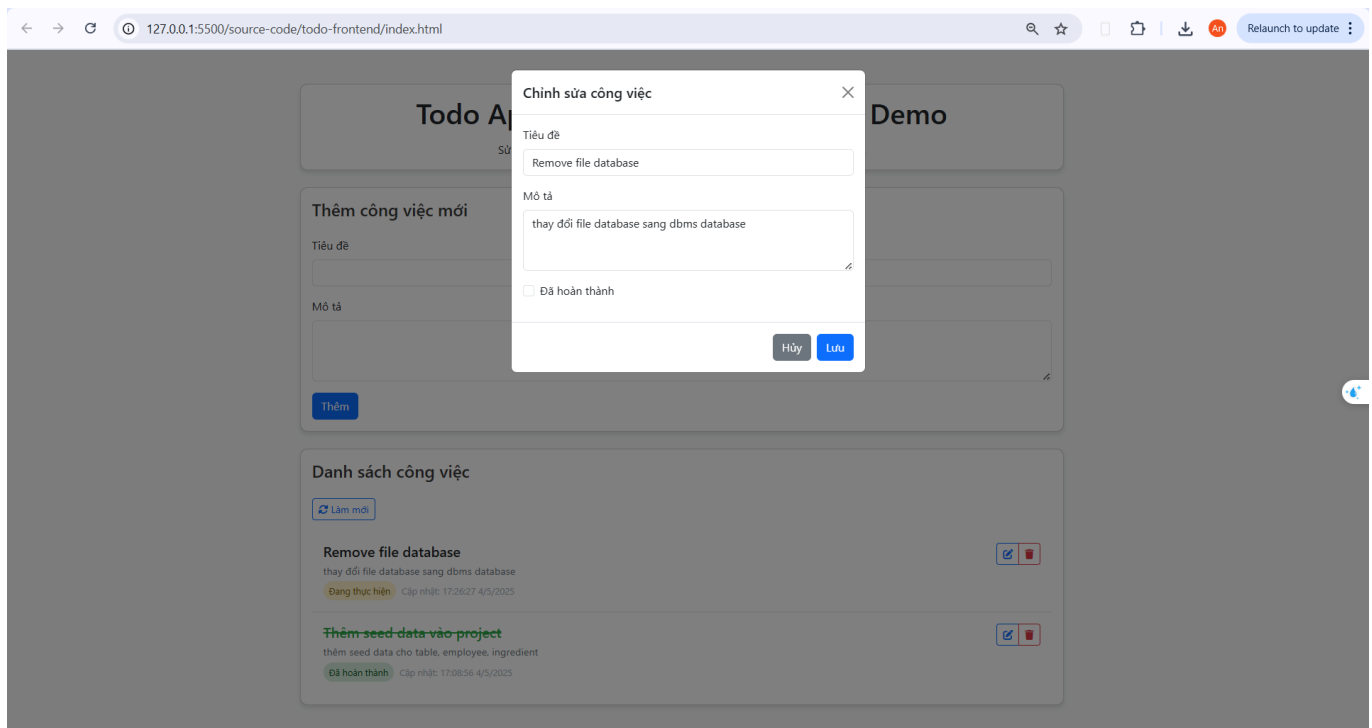 127.0.0.1:5500/source-code/todo-frontend/index.html
An
Relaunch to update
Chỉnh sửa công việc
Tiêu đề
Remove file database
Mô tả
thay đổi file database sang dbms database
Đã hoàn thành
Hủy
Lưu
Todo
Demo
Thêm công việc mới
Tiêu đề
Mô tả
Thêm
Danh sách công việc
Làm mới
Remove file database
thay đổi file database sang dbms database
Đang thực hiện Cập nhật: 17:26:27 4/5/2025
Thêm seed data vào project
thêm seed data cho table, employee, ingredient
Đã hoàn thành Cập nhật: 17:08:56 4/5/2025